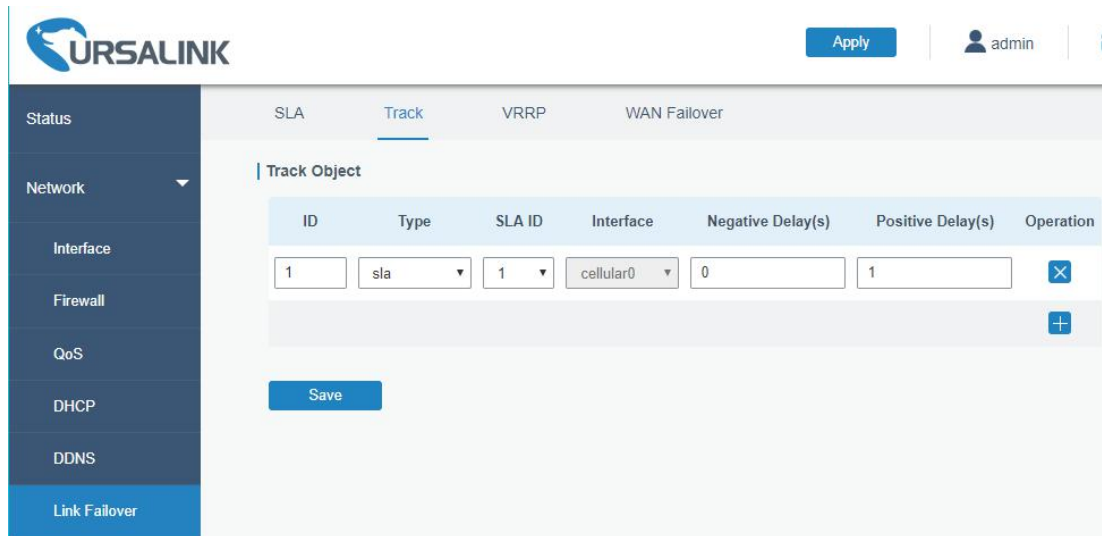 URSALINK
Apply
admin
Status
SLA Track VRRP WAN Failover
Track Object
Network
ID Type SLA ID Interface Negative Delay(s) Positive Delay(s) Operation
Interface
1 sla 1 cellular0 0 1
Firewall
QoS
DHCP
Save
DDNS
Link Failover